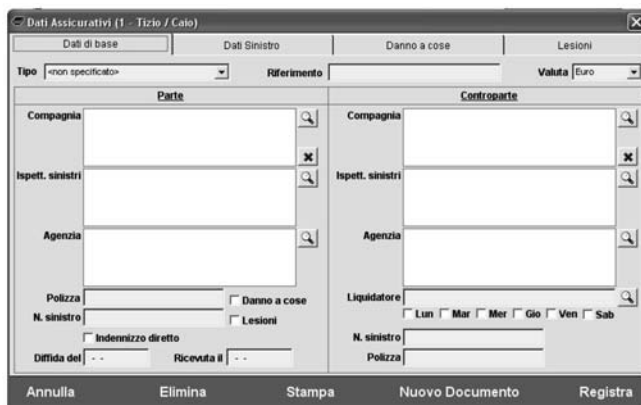 Dati Assicurativi (1 - Tizio / Caio)
Dati di base Dati Sinistro Danno a cose Lesioni
Tipo <non specificato> Riferimento Valuta Euro
Parte Controparte
Compagnia Compagnia
Ispett. sinistri Ispett. sinistri
Agenzia Agenzia
Polizza Danno a cose Liquidatore
N. sinistro Lesioni Lun Mar Mer Gio Ven Sab
Indennizzo diretto N. sinistro
Diffida del - - Ricevuta il - - Polizza
Annulla Elimina Stampa Nuovo Documento Registra